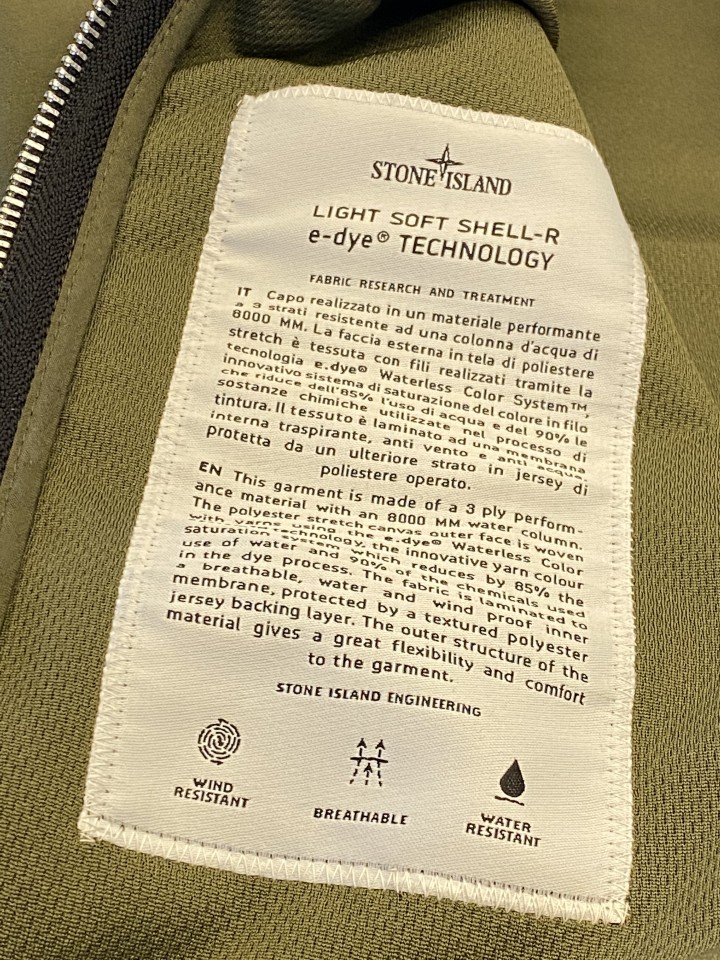 STONE ISLAND
LIGHT SOFT SHELL-R
e-dye® TECHNOLOGY
FABRIC RESEARCH AND TREATMENT
IT Capo realizzato in un materiale performante
a 3 strati resistente ad una colonna d'acqua di
8000 MM. La faccia esterna in tela di poliestere
stretch è tessuta con fili realizzati tramite la
tecnologia e.dye® Waterless Color System™,
innovativo sistema di saturazione del colore in filo
che riduce dell'85% l'uso di acqua e del 90% le
sostanze chimiche utilizzate nel processo di
tintura. Il tessuto è laminato ad una membrana
interna traspirante, anti vento e anti acqua,
protetta da un ulteriore strato in jersey di
poliestere operato.
EN This garment is made of a 3 ply perform-
ance material with an 8000 MM water column.
The polyester stretch canvas outer face is woven
with yarns using the e.dye® Waterless Color
System technology, the innovative yarn colour
saturation system which reduces by 85% the
use of water and 90% of the chemicals used
in the dye process. The fabric is laminated to
a breathable, water and wind proof inner
membrane, protected by a textured polyester
jersey backing layer. The outer structure of the
material gives a great flexibility and comfort
to the garment.
STONE ISLAND ENGINEERING
WIND
RESISTANT
BREATHABLE
WATER
RESISTANT